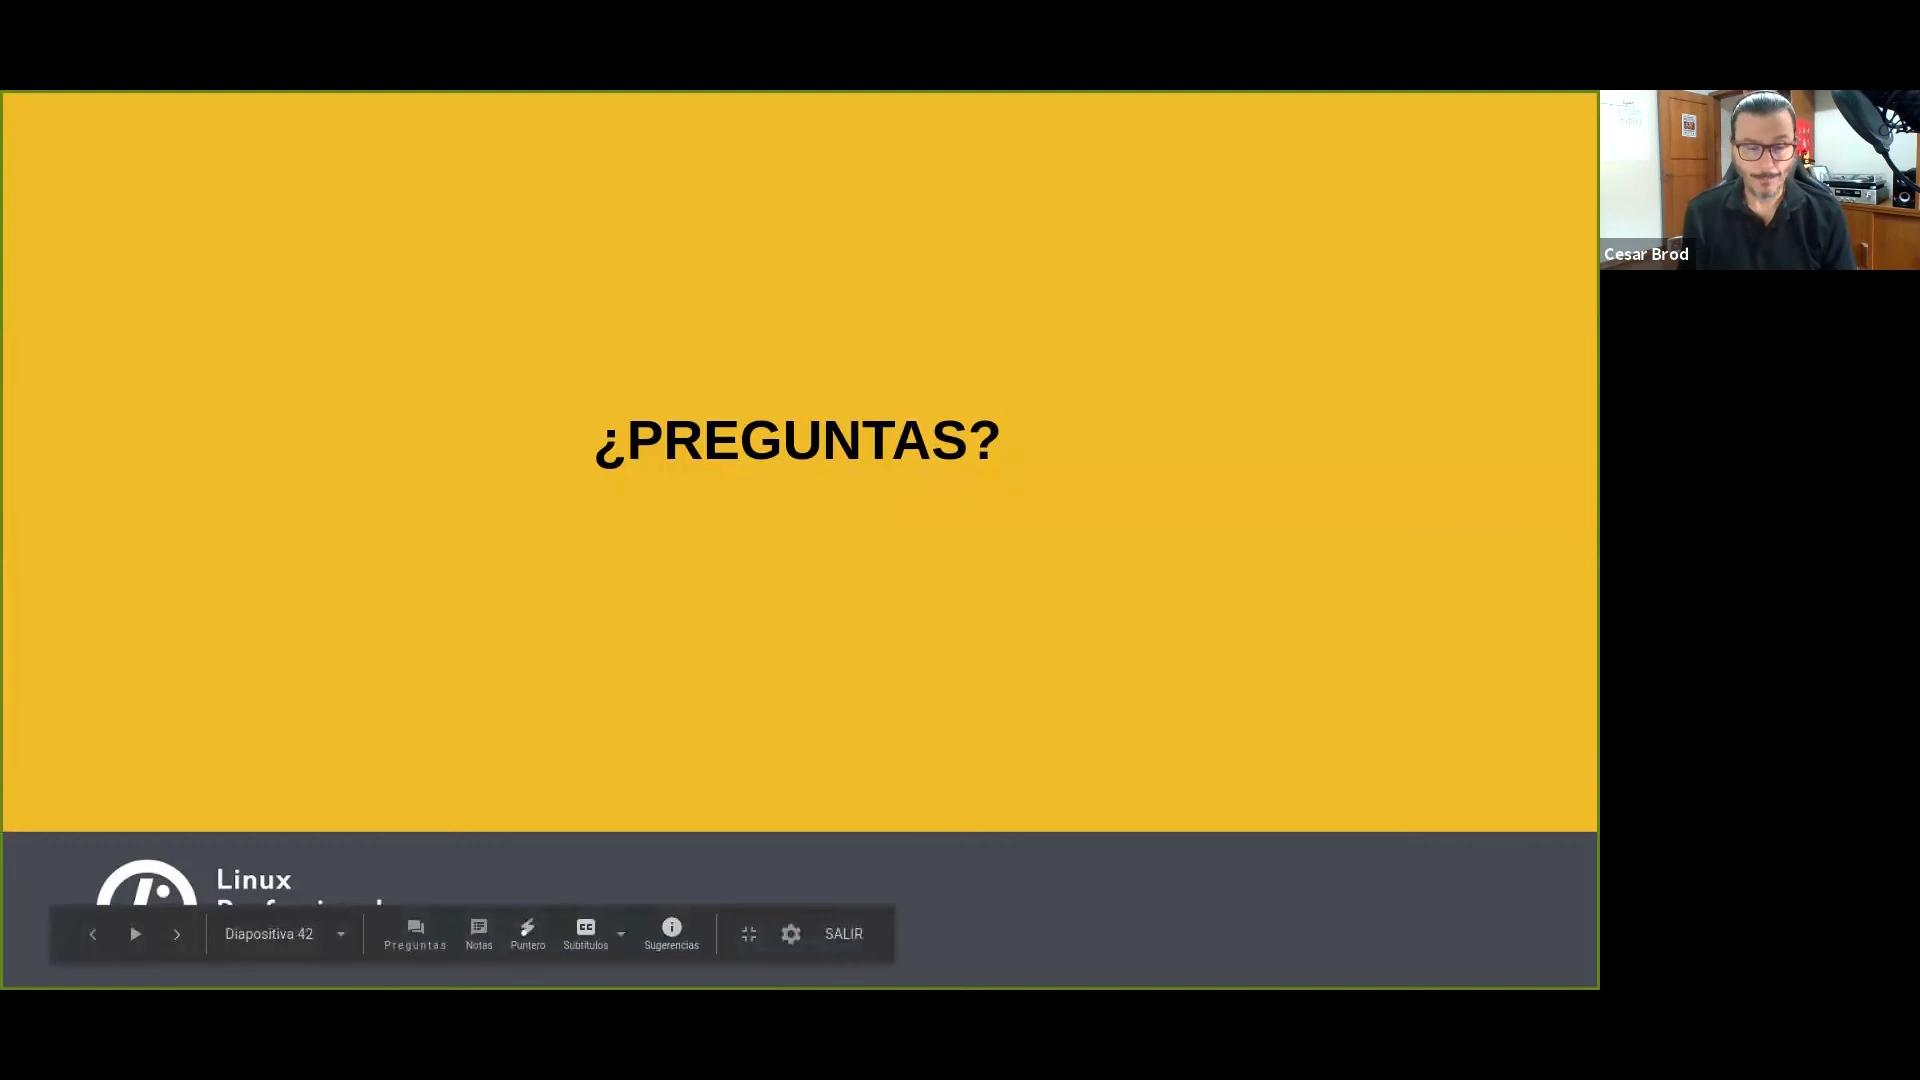 ¿PREGUNTAS?
Cesar Brod
Linux
Diapositiva 42
Preguntas
Notas
Puntero
Subtítulos
Sugerencias
SALIR